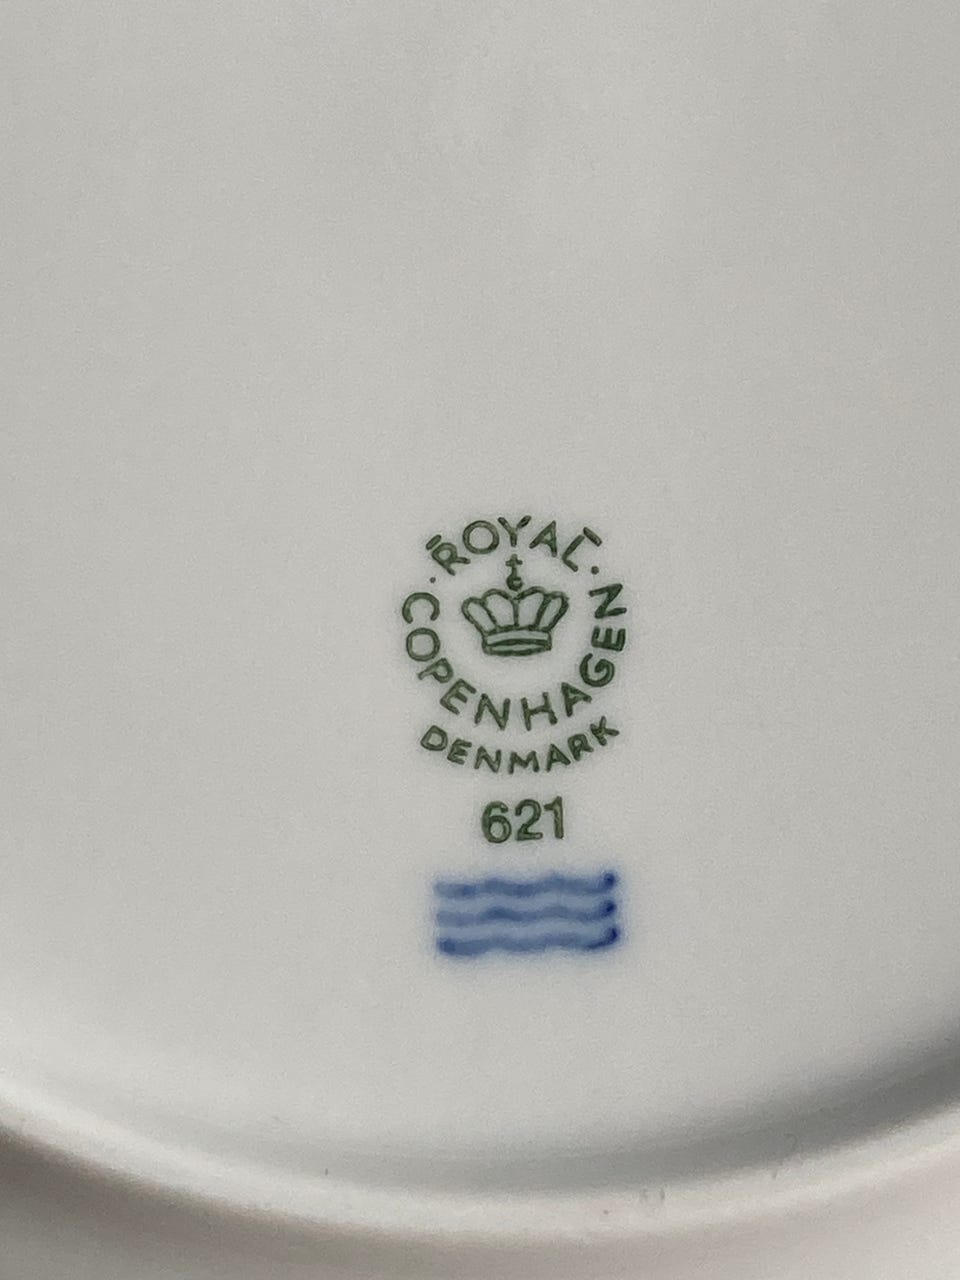 ROYAL
COPENHAGEN
DENMARK
621